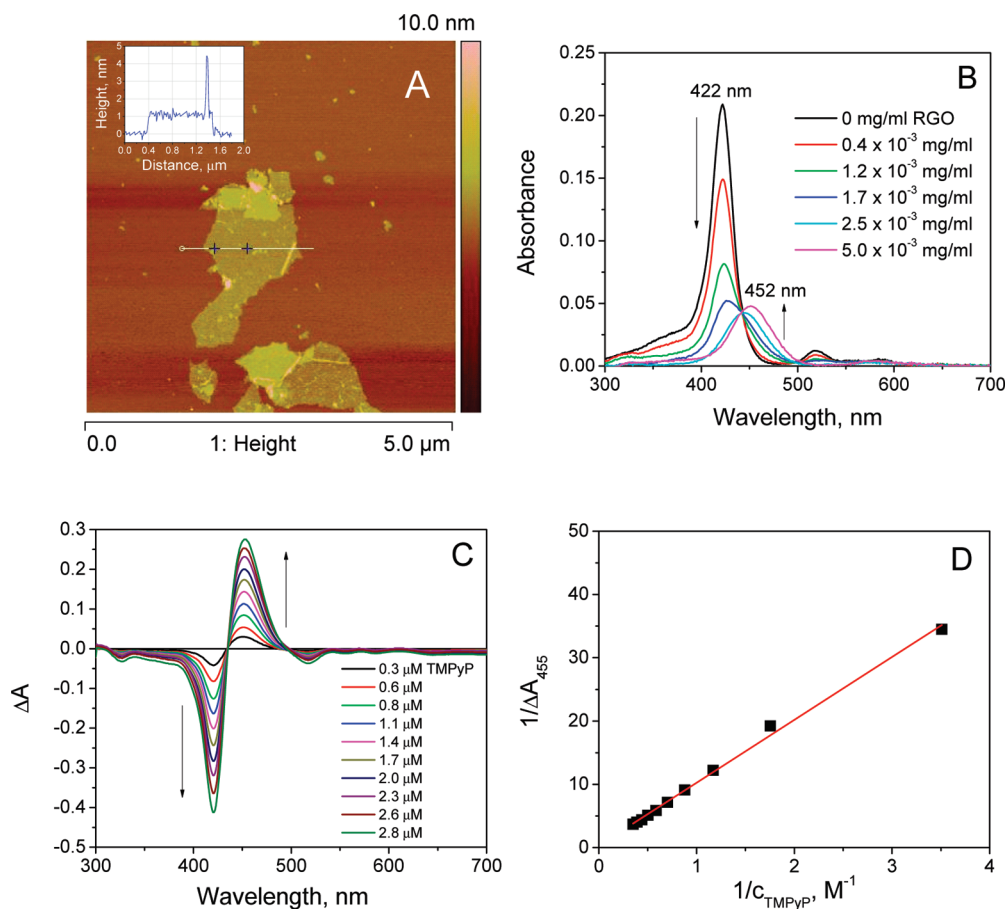 10.0 nm
A
Height, nm
5
4
3
2
1
0
0.0 0.4 0.8 1.2 1.6 2.0
Distance, μm
0.0 1: Height 5.0 μm
B
Absorbance
0.25
0.20
0.15
0.10
0.05
0.00
300 400 500 600 700
Wavelength, nm
422 nm
452 nm
0 mg/ml RGO
0.4 x 10⁻³ mg/ml
1.2 x 10⁻³ mg/ml
1.7 x 10⁻³ mg/ml
2.5 x 10⁻³ mg/ml
5.0 x 10⁻³ mg/ml
C
ΔA
0.3
0.2
0.1
0.0
-0.1
-0.2
-0.3
-0.4
-0.5
300 400 500 600 700
Wavelength, nm
0.3 μM TMPyP
0.6 μM
0.8 μM
1.1 μM
1.4 μM
1.7 μM
2.0 μM
2.3 μM
2.6 μM
2.8 μM
D
1/ΔA₄₅₅
50
40
30
20
10
0
0 1 2 3 4
1/c_TMPyP, M⁻¹